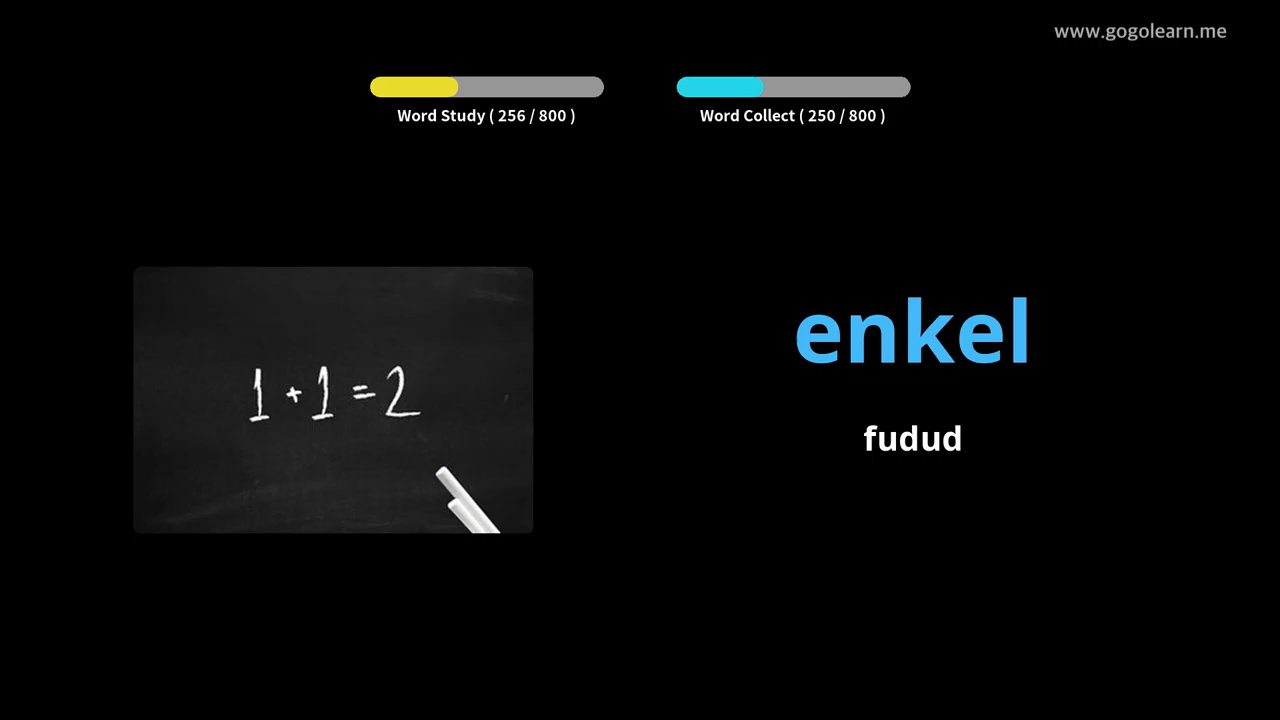 www.gogolearn.me
Word Study ( 256 / 800 )
Word Collect ( 250 / 800 )
1 + 1 = 2
enkel
fudud